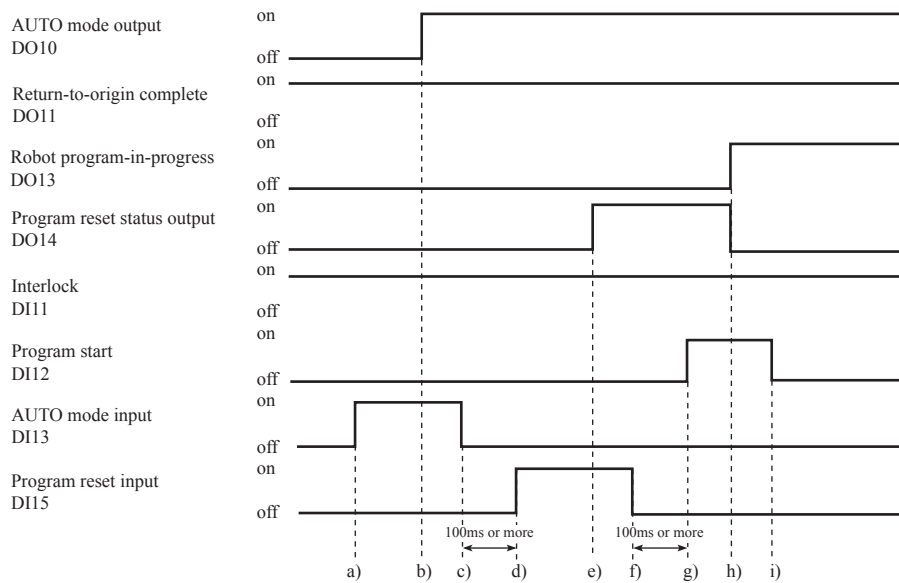 on
AUTO mode output
DO10
off
on
Return-to-origin complete
DO11
off
on
Robot program-in-progress
DO13
off
on
Program reset status output
DO14
off
on
Interlock
DI11
off
on
Program start
DI12
off
on
AUTO mode input
DI13
off
on
Program reset input
DI15
off
100ms or more 100ms or more
a) b) c) d) e) f) g) h) i)